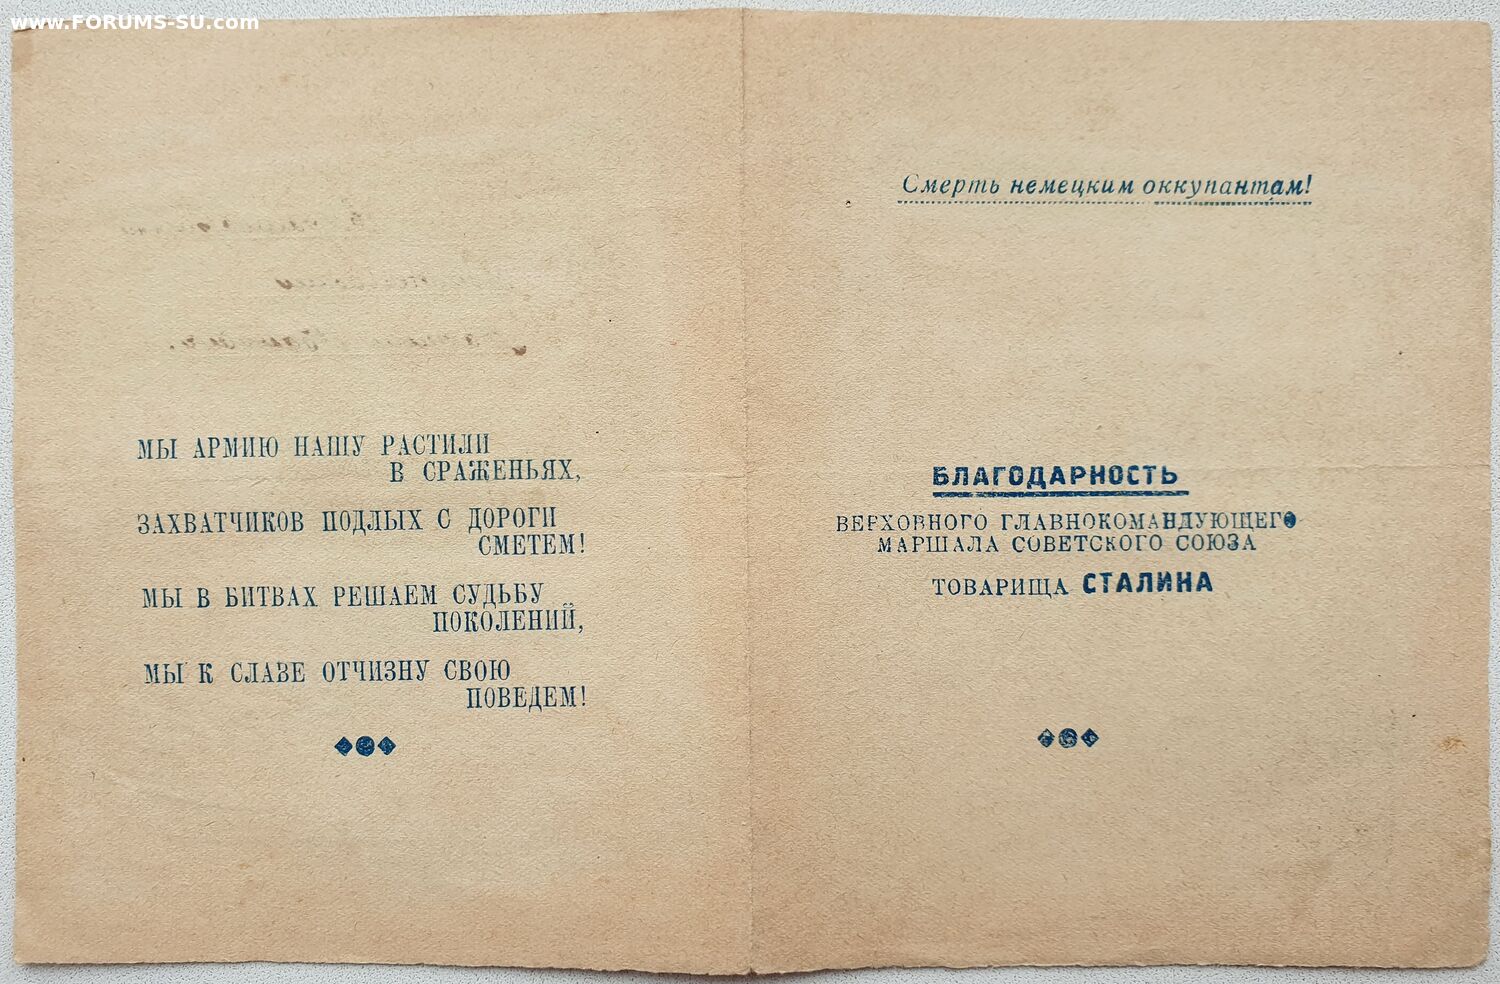 www.FORUMS-SU.com
МЫ АРМИЮ НАШУ РАСТИЛИ
В СРАЖЕНЬЯХ,
ЗАХВАТЧИКОВ ПОДЛЫХ С ДОРОГИ
СМЕТЕМ!
МЫ В БИТВАХ РЕШАЕМ СУДЬБУ
ПОКОЛЕНИЙ,
МЫ К СЛАВЕ ОТЧИЗНУ СВОЮ
ПОВЕДЕМ!
Смерть немецким оккупантам!
БЛАГОДАРНОСТЬ
ВЕРХОВНОГО ГЛАВНОКОМАНДУЮЩЕГО
МАРШАЛА СОВЕТСКОГО СОЮЗА
ТОВАРИЩА СТАЛИНА